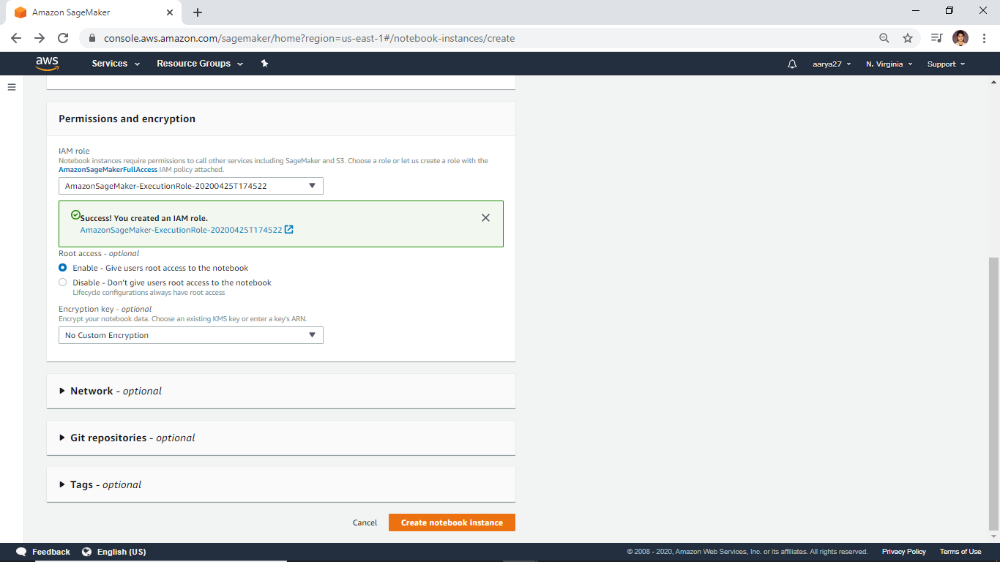 Amazon SageMaker
console.aws.amazon.com/sagemaker/home?region=us-east-1#/notebook-instances/create
aws
Services
Resource Groups
aarya27
N. Virginia
Support
Permissions and encryption
IAM role
Notebook instances require permissions to call other services including SageMaker and S3. Choose a role or let us create a role with the
AmazonSageMakerFullAccess IAM policy attached.
AmazonSageMaker-ExecutionRole-20200425T174522
Success! You created an IAM role.
AmazonSageMaker-ExecutionRole-20200425T174522
Root access - optional
Enable - Give users root access to the notebook
Disable - Don't give users root access to the notebook
Lifecycle configurations always have root access
Encryption key - optional
Encrypt your notebook data. Choose an existing KMS key or enter a key's ARN.
No Custom Encryption
Network - optional
Git repositories - optional
Tags - optional
Cancel
Create notebook instance
Feedback
English (US)
© 2008 - 2020, Amazon Web Services, Inc. or its affiliates. All rights reserved.
Privacy Policy
Terms of Use